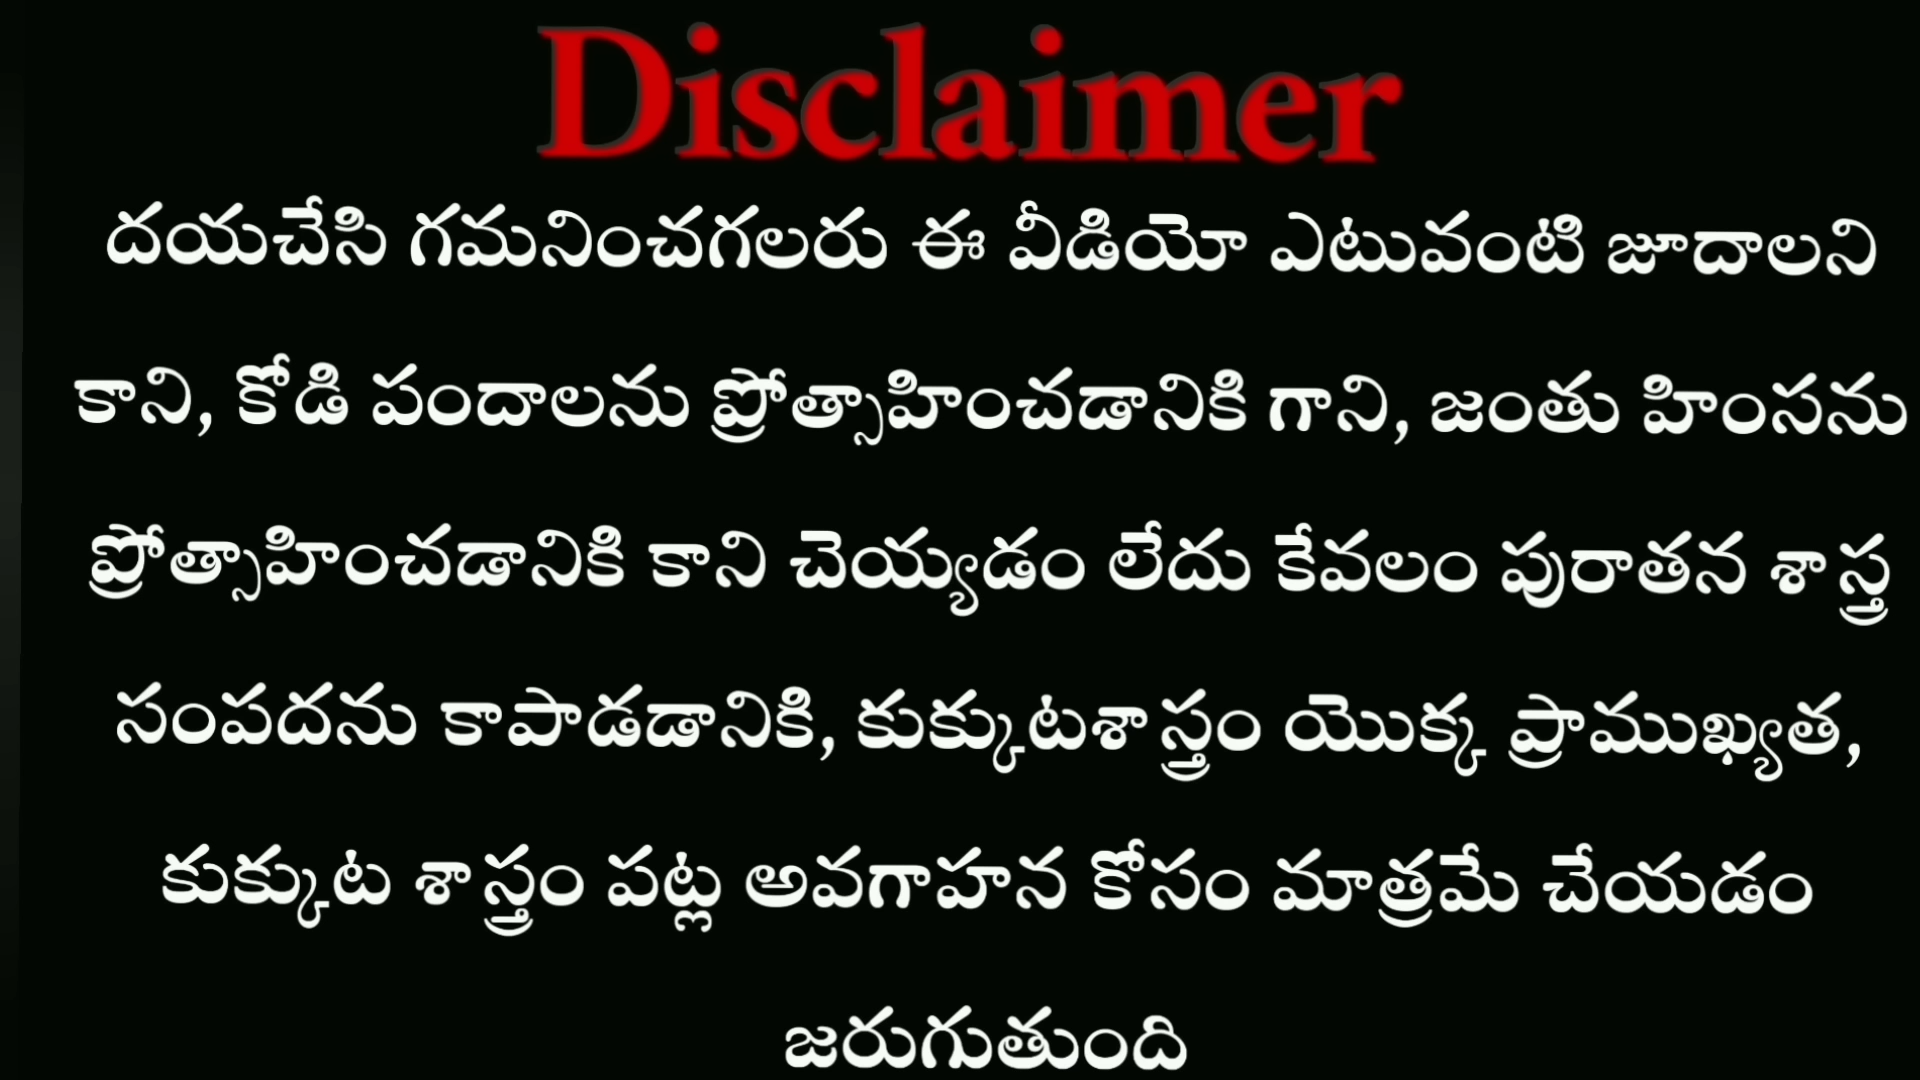 Disclaimer
దయచేసి గమనించగలరు ఈ వీడియో ఎటువంటి జూదాలని
కాని, కోడి పందాలను ప్రోత్సాహించడానికి గాని, జంతు హింసను
ప్రోత్సాహించడానికి కాని చెయ్యడం లేదు కేవలం పురాతన శాస్త్ర
సంపదను కాపాడడానికి, కుక్కుటశాస్త్రం యొక్క ప్రాముఖ్యత,
కుక్కుట శాస్త్రం పట్ల అవగాహన కోసం మాత్రమే చేయడం
జరుగుతుంది